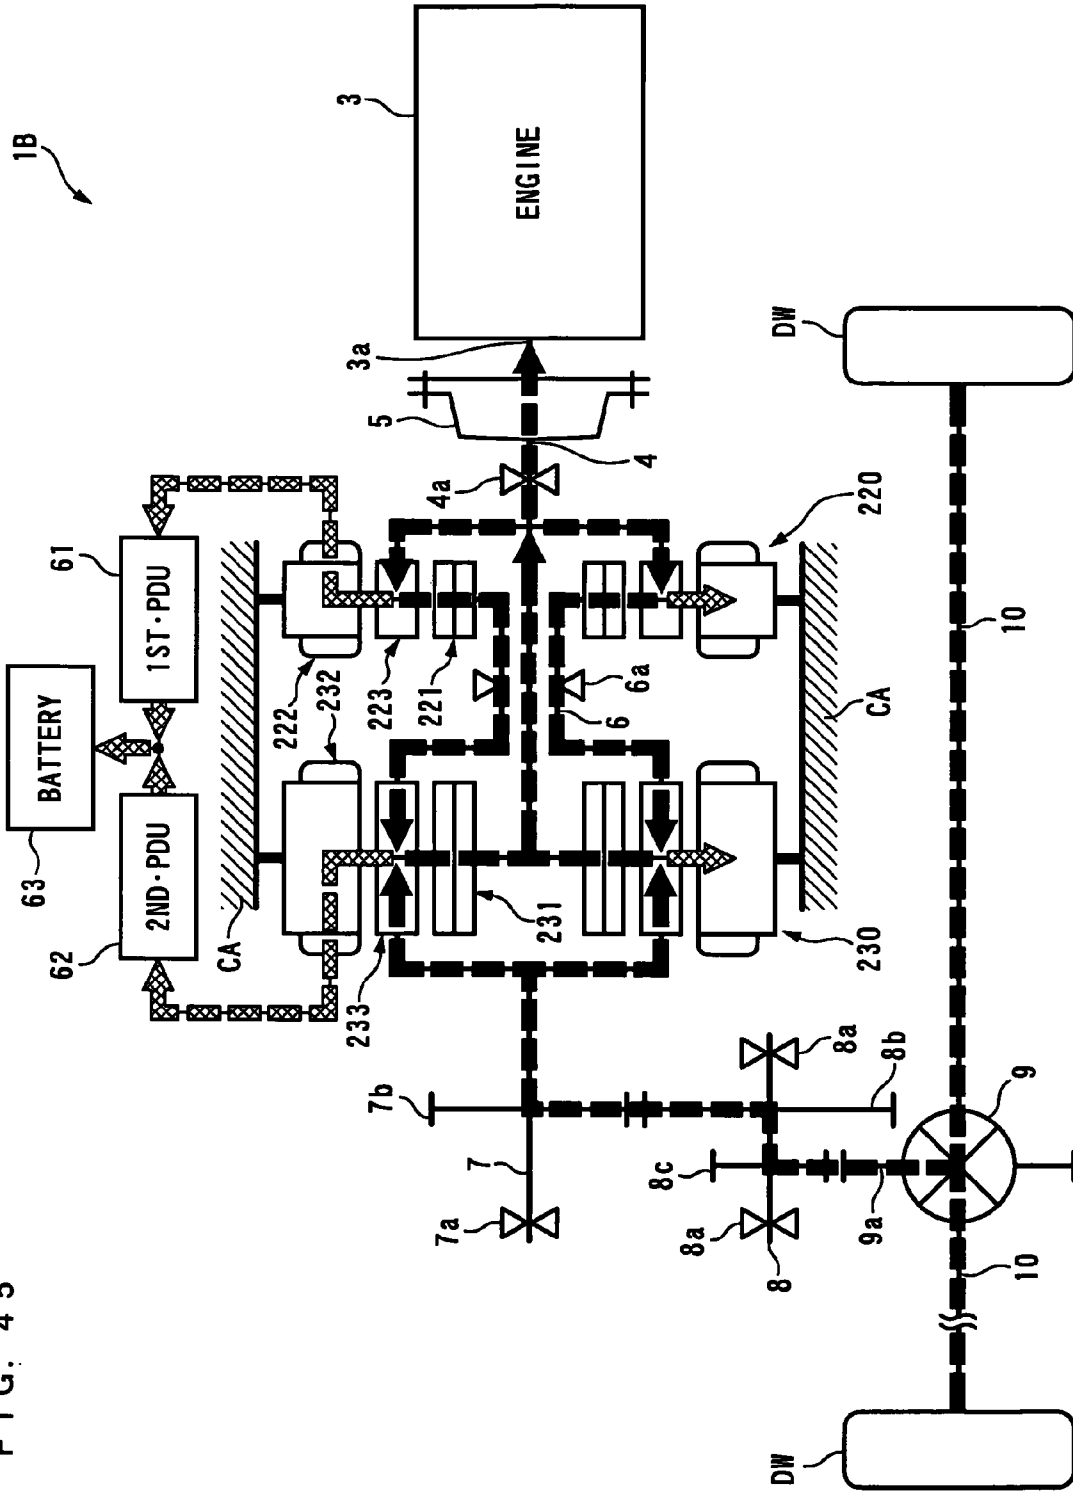 FIG. 45
1B
63
BATTERY
62
61
2ND·PDU
1ST·PDU
CA
222
232
3
233
223
3a
5
7b
221
7a
7
4a
ENGINE
231
6
6a
4
8c
8a
8
DW
8a
8b
230
CA
220
DW
9a
9
10
10